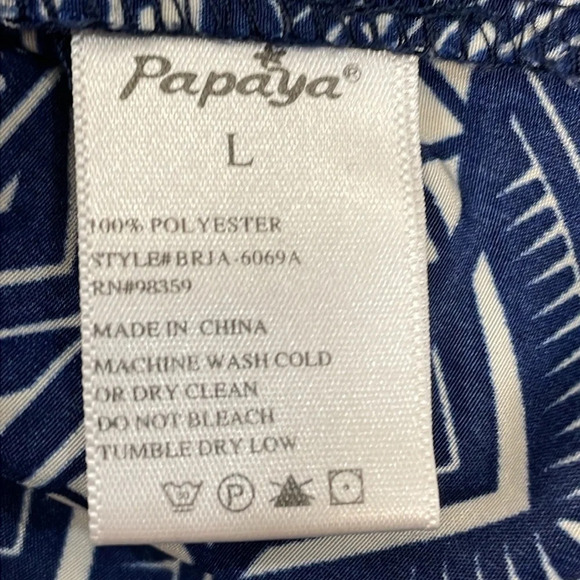 Papaya®
L
100% POLYESTER
STYLE# BRJA-6069A
RN#98359
MADE IN CHINA
MACHINE WASH COLD
OR DRY CLEAN
DO NOT BLEACH
TUMBLE DRY LOW
30 P